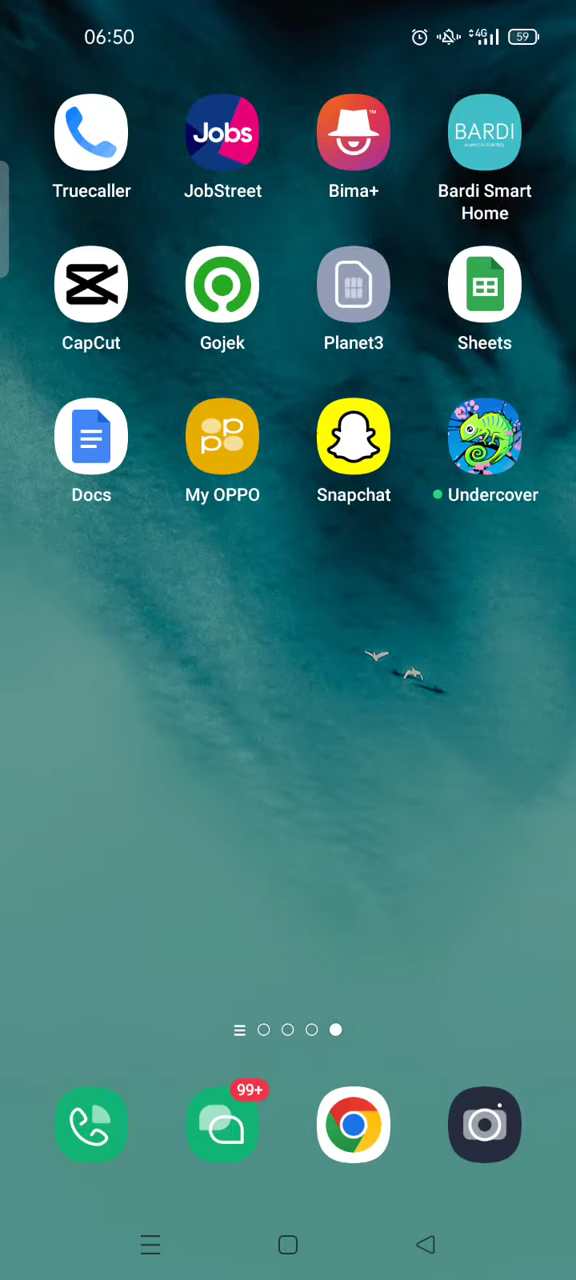 06:50
4G
59
Jobs
BARDI
Truecaller
JobStreet
Bima+
Bardi Smart
Home
CapCut
Gojek
Planet3
Sheets
Docs
My OPPO
Snapchat
Undercover
99+